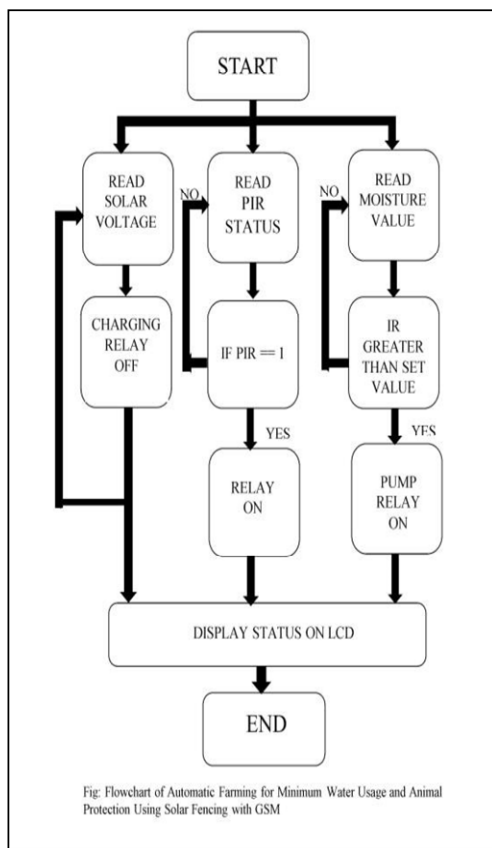 START
READ
SOLAR
VOLTAGE
NO
READ
PIR
STATUS
NO
READ
MOISTURE
VALUE
CHARGING
RELAY
OFF
IF PIR == 1
IR
GREATER
THAN SET
VALUE
YES
YES
RELAY
ON
PUMP
RELAY
ON
DISPLAY STATUS ON LCD
END
Fig: Flowchart of Automatic Farming for Minimum Water Usage and Animal
Protection Using Solar Fencing with GSM